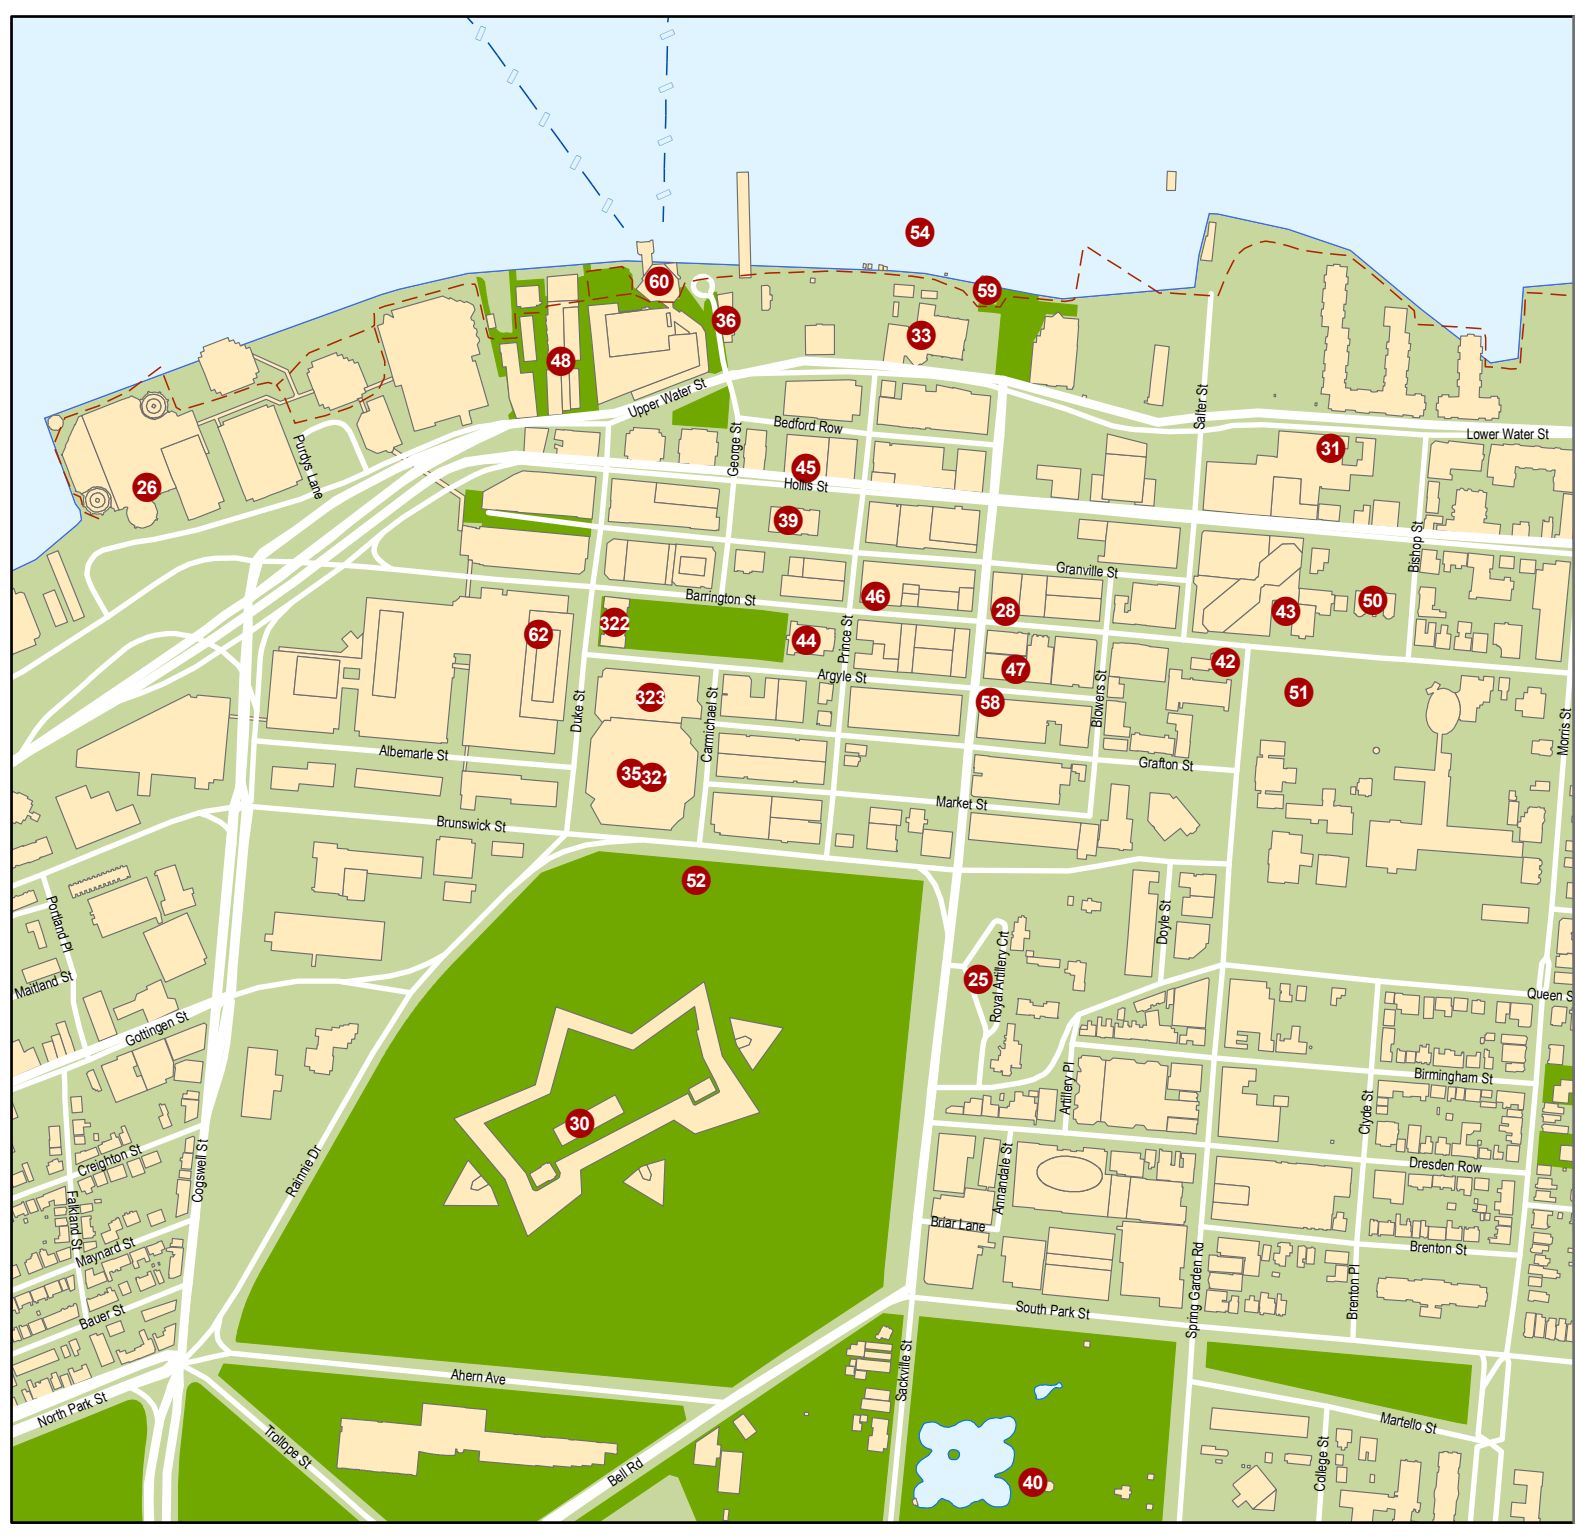 54
60
59
36
33
48
Upper Water St
Salter St
Bedford Row
George St
Lower Water St
31
Purdys Lane
45
Hollis St
26
39
Bishop St
Granville St
46
Barrington St
28
43
50
322
62
44
Prince St
42
47
Argyle St
51
323
58
Blowers St
Duke St
Carmichael St
Morris St
Albemarle St
Grafton St
35
321
Market St
Brunswick St
52
Portland Pl
Doyle St
Maitland St
25
Royal Artillery Crt
Queen S
Gottingen St
Birmingham St
Artillery Pl
Clyde St
30
Creighton St
Cogswell St
Rainnie Dr
Annandale St
Dresden Row
Falkland St
Maynard St
Briar Lane
Brenton St
Spring Garden Rd
Brenton Pl
Bauer St
South Park St
Sackville St
Ahern Ave
North Park St
Martello St
Trollope St
Bell Rd
College St
40